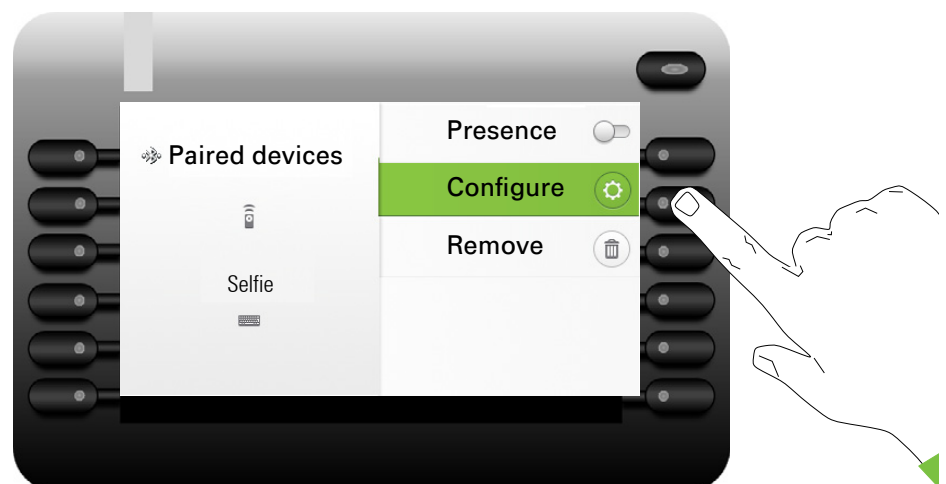 Paired devices
Selfie
Presence
Configure
Remove